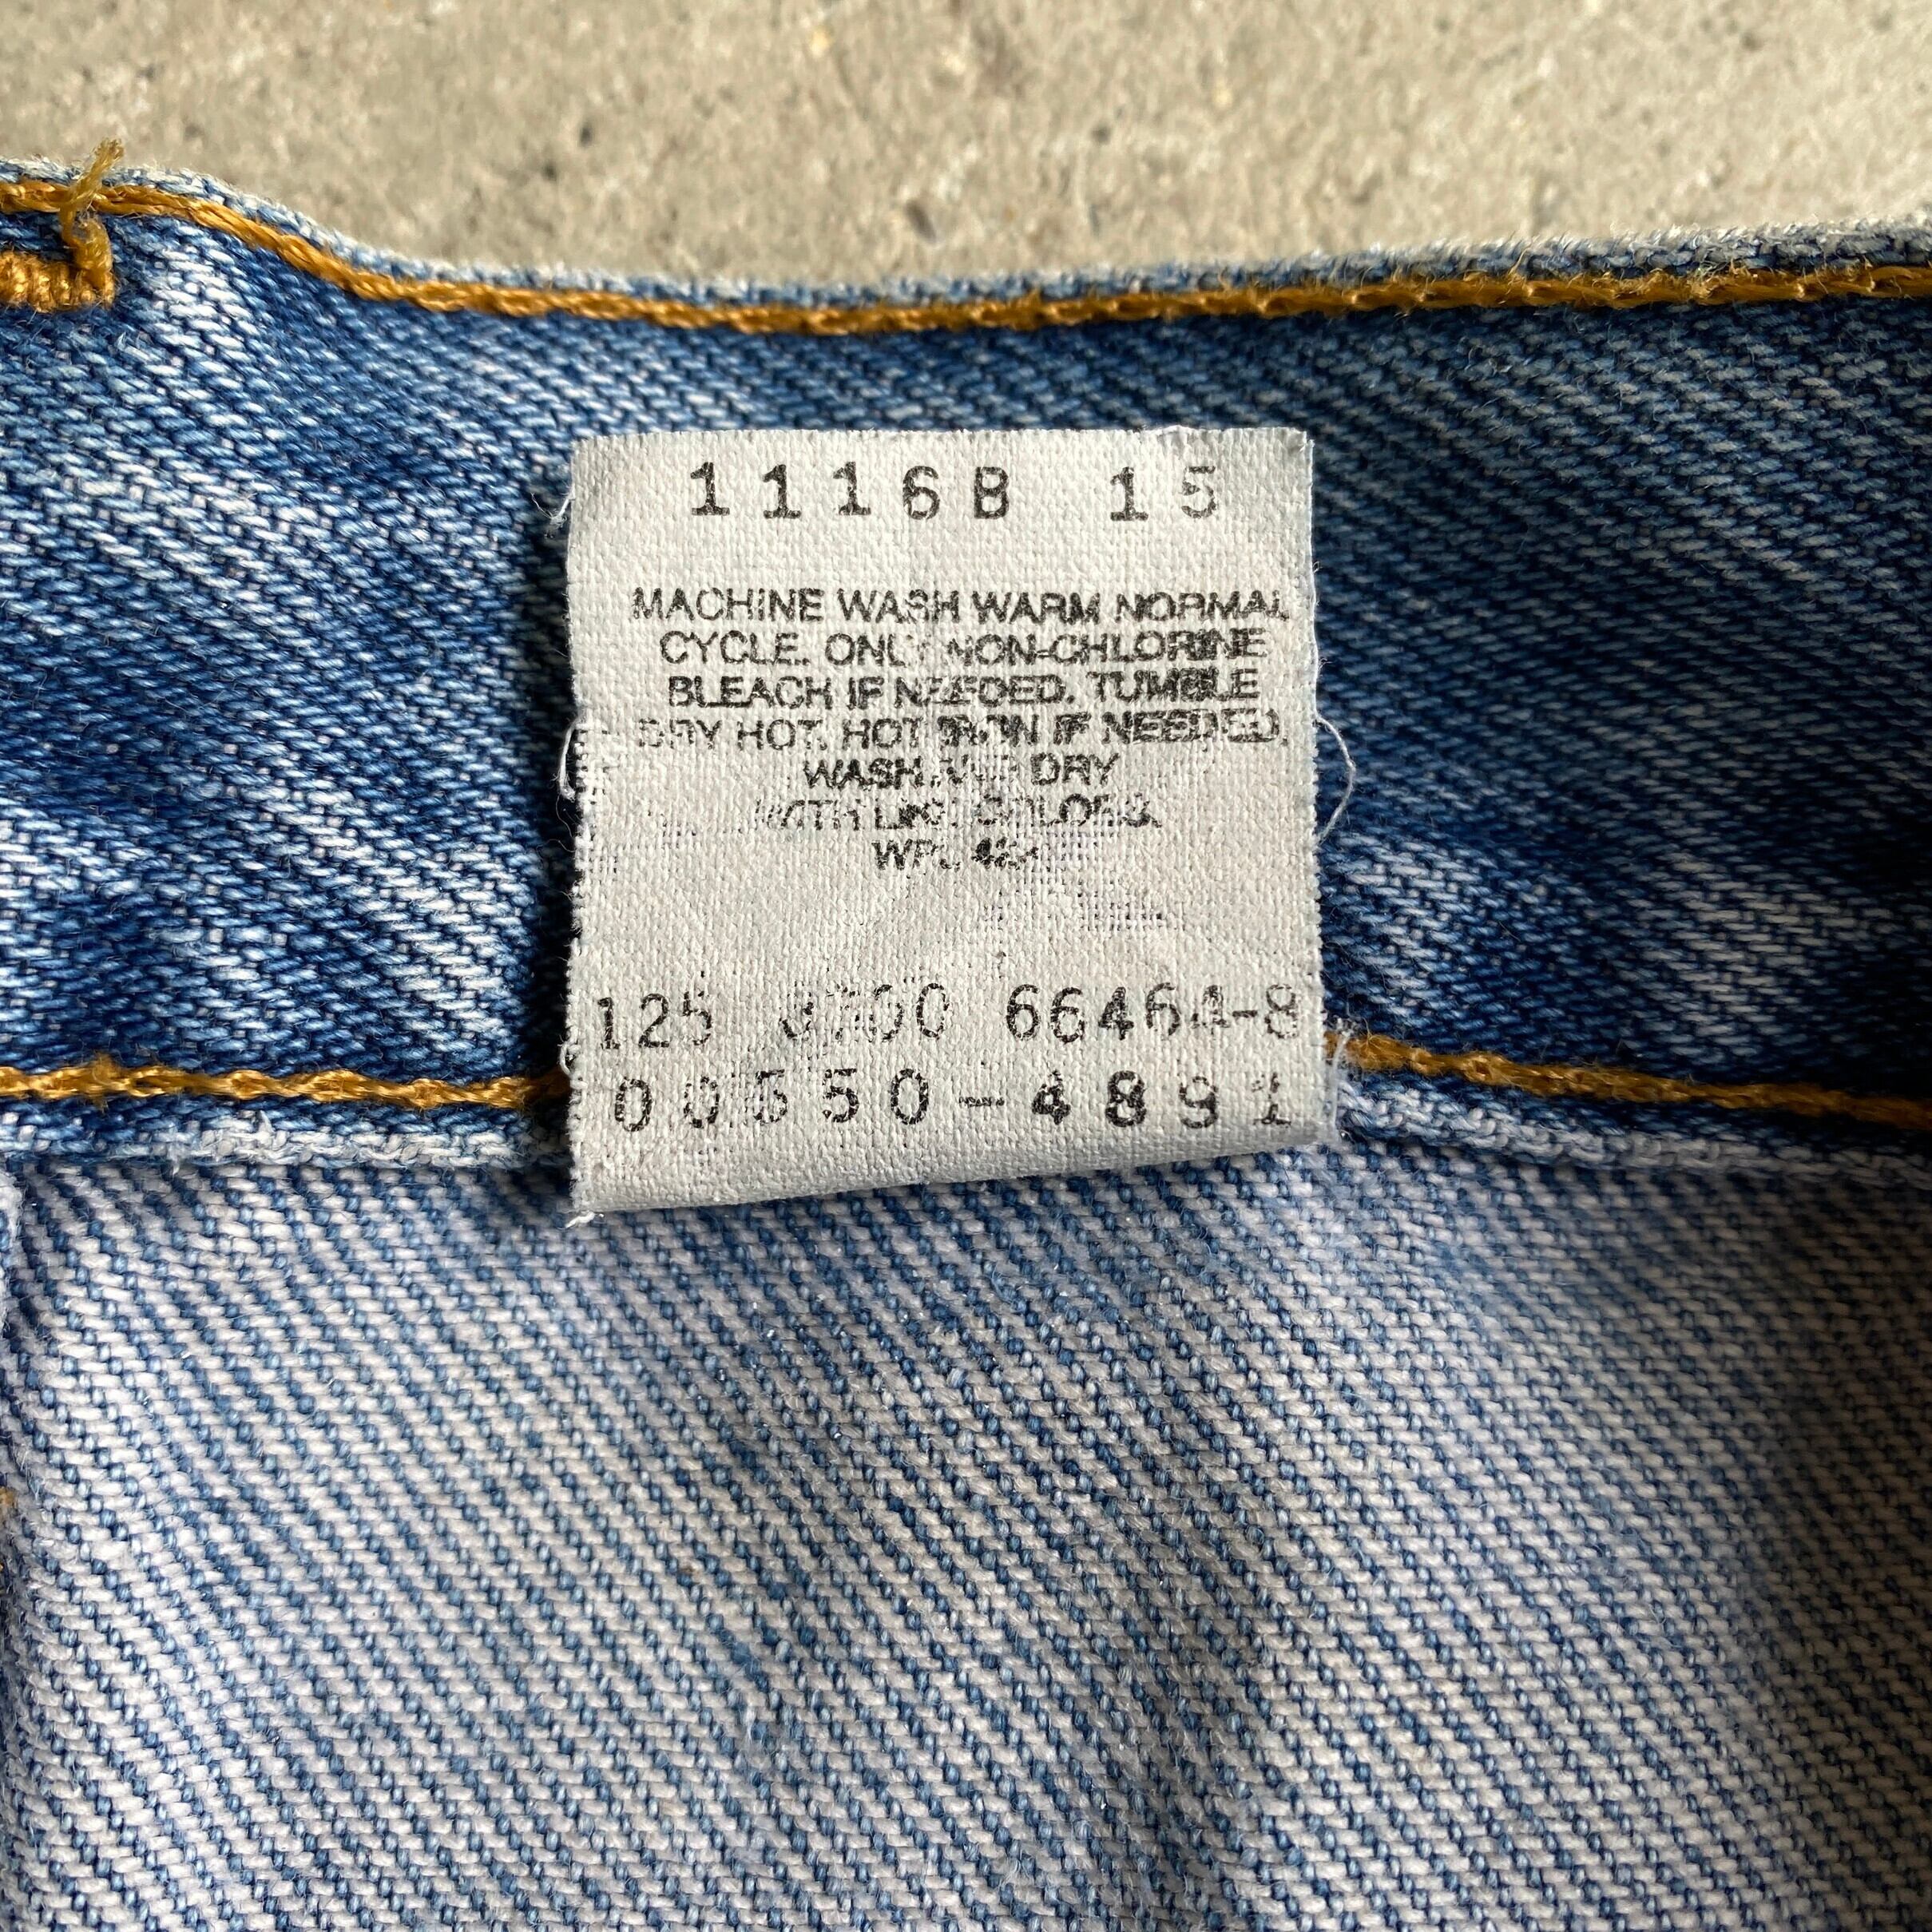 1116B 15
MACHINE WASH WARM NORMAL
CYCLE. ONLY NON-CHLORINE
BLEACH IF NEEDED. TUMBLE
DRY HOT. HOT IRON IF NEEDED.
WASH AND DRY
WITH LIKE COLORS.
125 66464-8
00550-4891